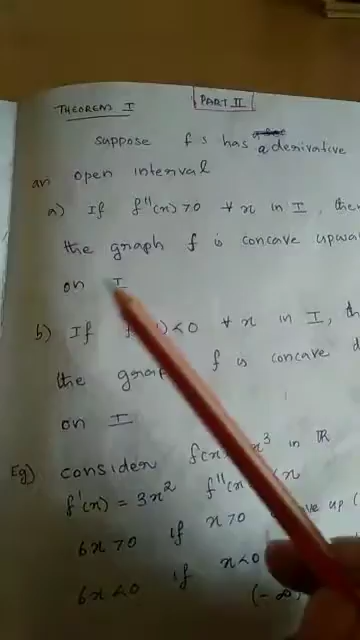 THEOREM I PART II
suppose f s has a derivative
an open interval
a) If f''(x) > 0 ∀ x in I, then
the graph f is concave upwa
on I
b) If f ) < 0 ∀ x in I, th
the graph f is concave d
on I
Eg) consider f(x) x³ in ℝ
f'(x) = 3x² f''(x x
6x > 0 if x > 0 ve up (
6x < 0 if x < 0
(-∞